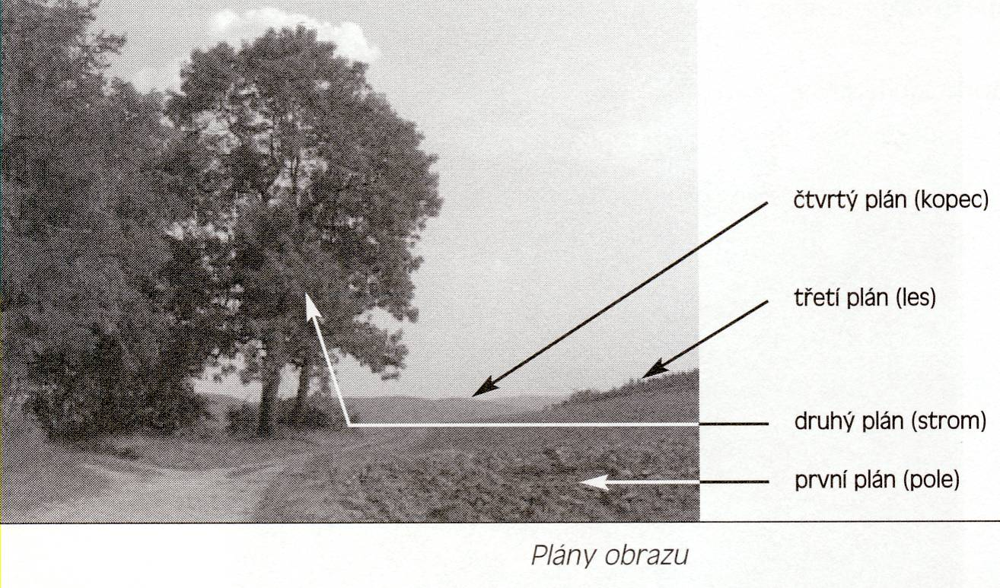 čtvrtý plán (kopec)
třetí plán (les)
druhý plán (strom)
první plán (pole)
Plány obrazu